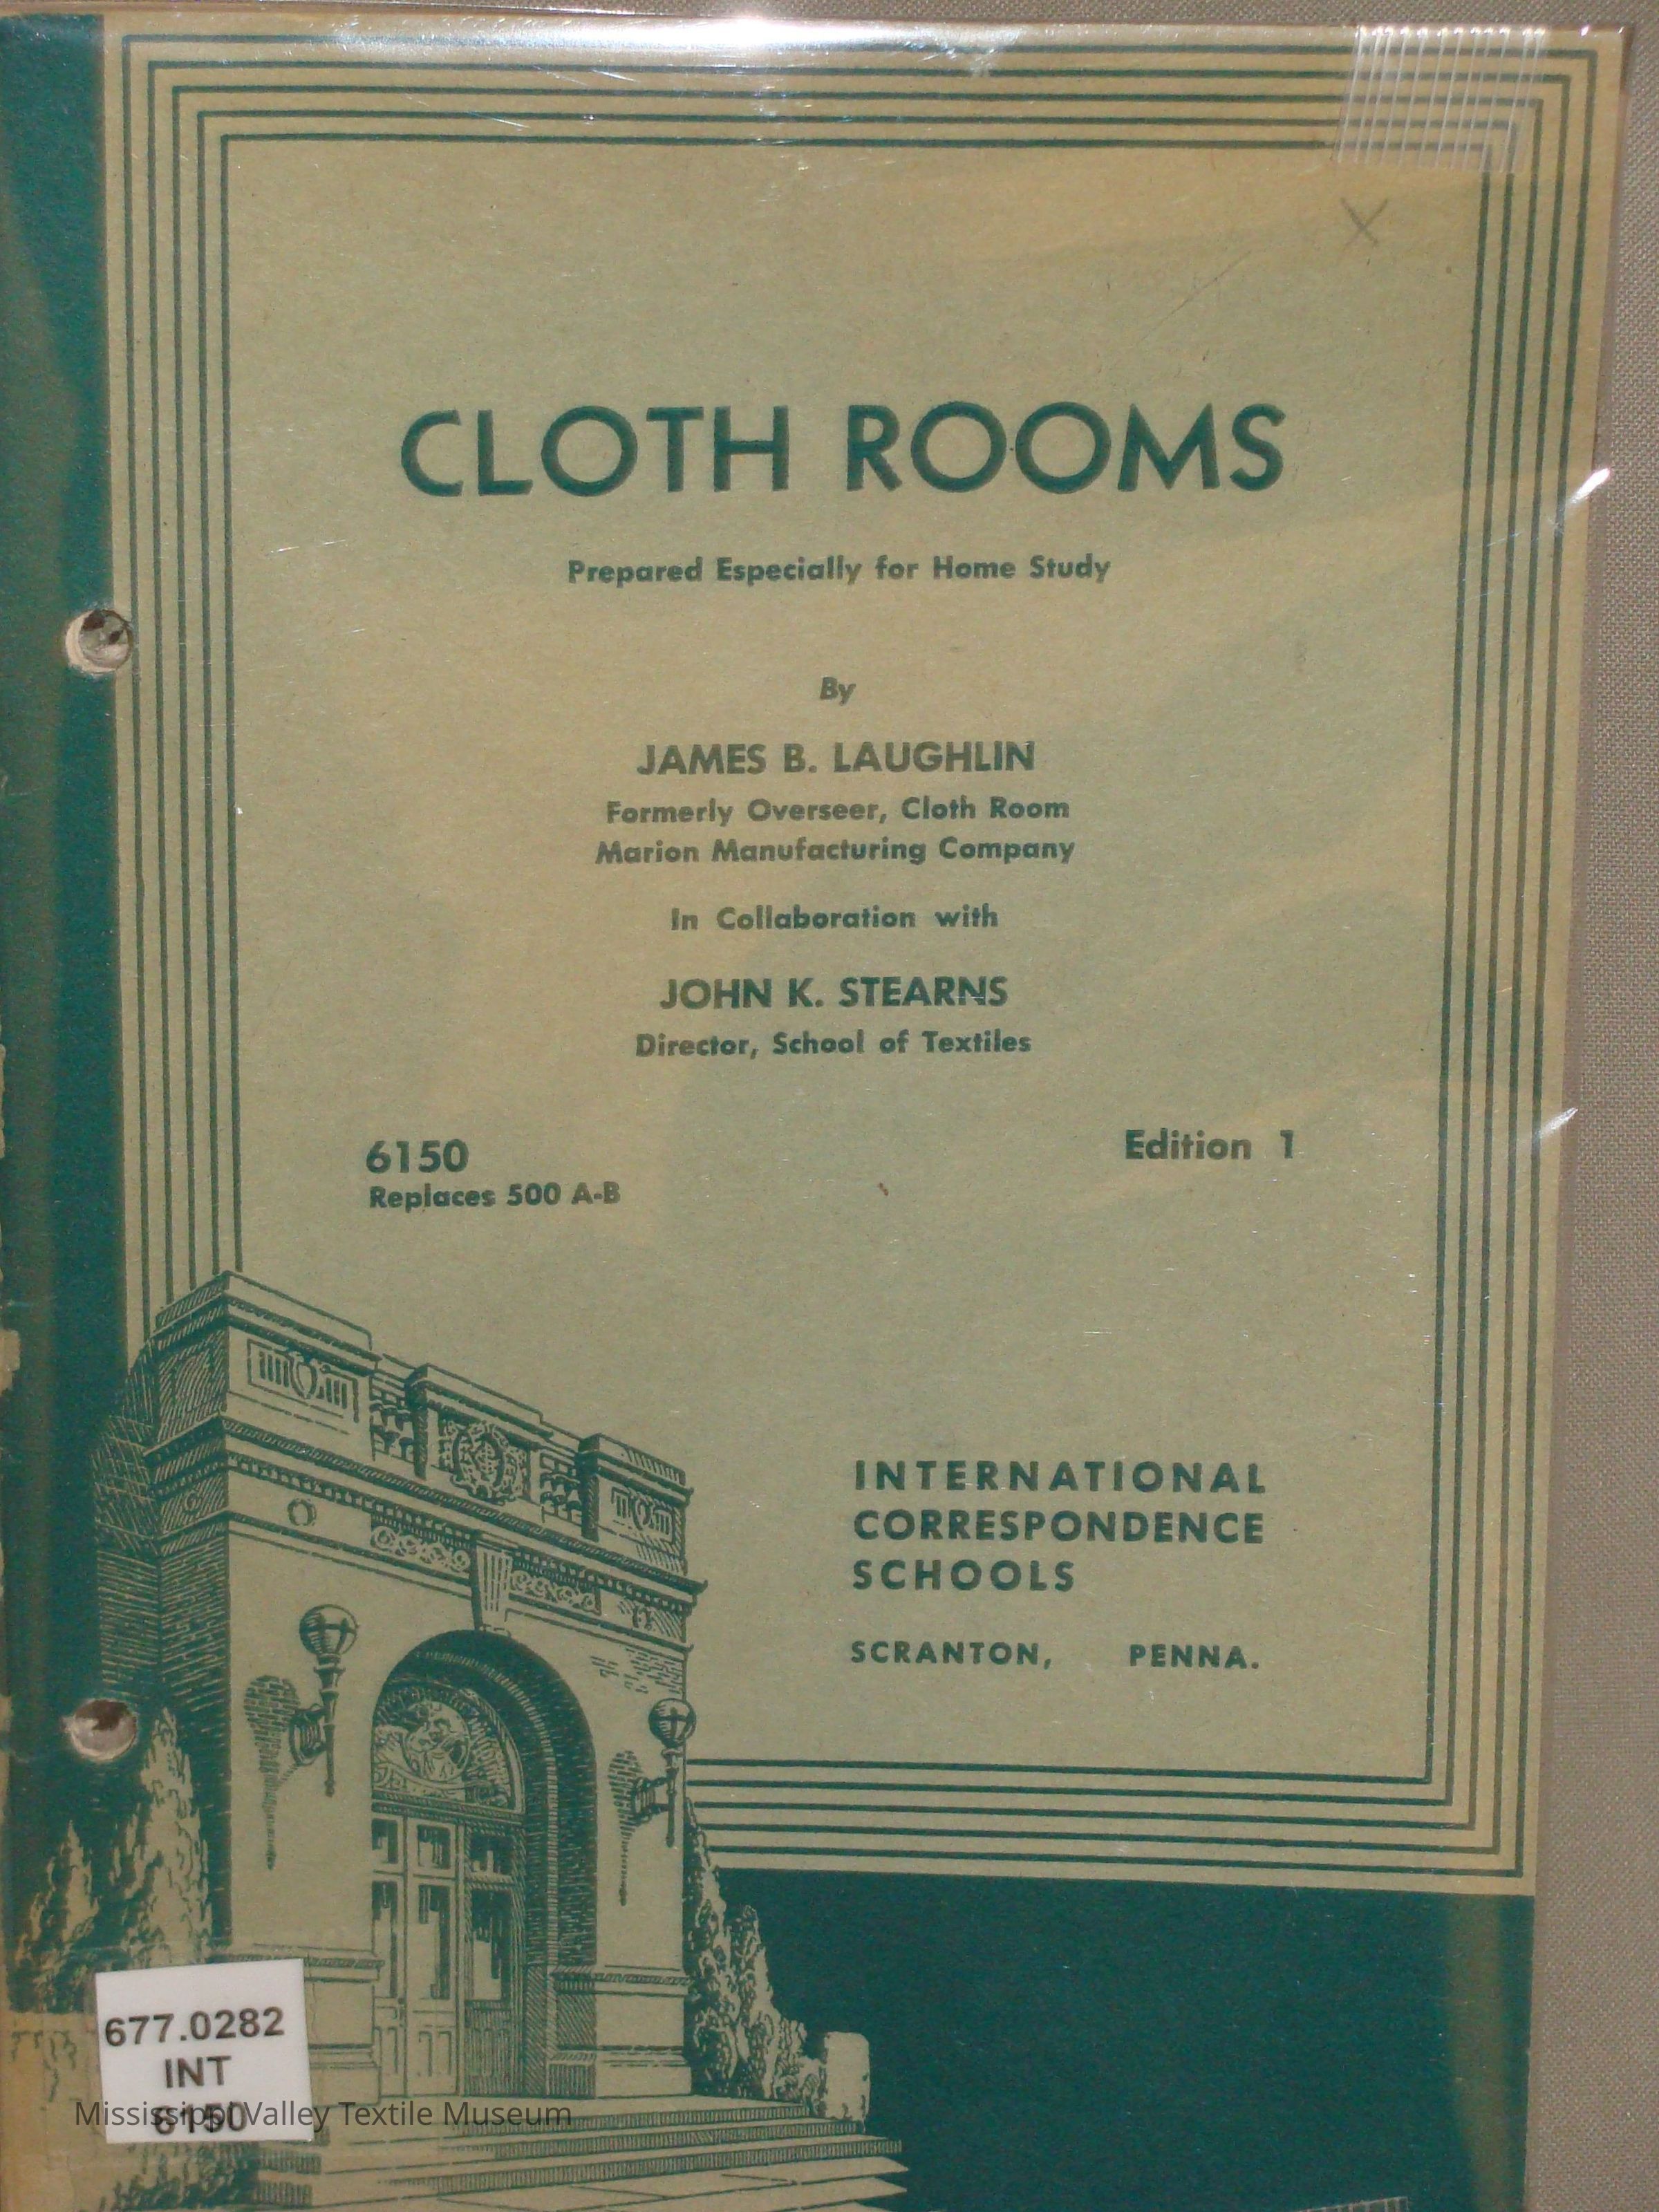 CLOTH ROOMS
Prepared Especially for Home Study
By
JAMES B. LAUGHLIN
Formerly Overseer, Cloth Room
Marion Manufacturing Company
In Collaboration with
JOHN K. STEARNS
Director, School of Textiles
6150
Replaces 500 A-B
Edition 1
INTERNATIONAL
CORRESPONDENCE
SCHOOLS
SCRANTON, PENNA.
677.0282
INT
6150
Mississippi Valley Textile Museum